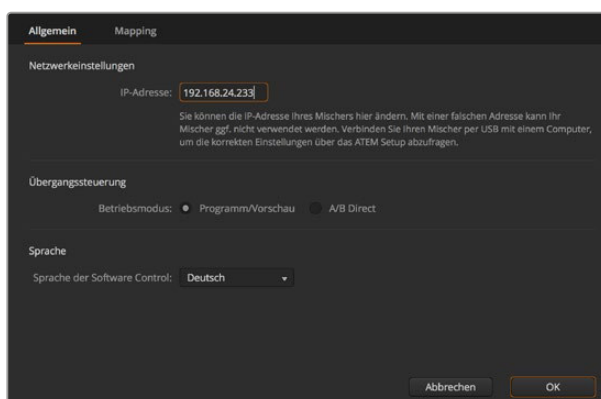 Allgemein Mapping
Netzwerkeinstellungen
IP-Adresse: 192.168.24.233
Sie können die IP-Adresse Ihres Mischers hier ändern. Mit einer falschen Adresse kann Ihr
Mischer ggf. nicht verwendet werden. Verbinden Sie Ihren Mischer per USB mit einem Computer,
um die korrekten Einstellungen über das ATEM Setup abzufragen.
Übergangssteuerung
Betriebsmodus: Programm/Vorschau A/B Direct
Sprache
Sprache der Software Control: Deutsch
Abbrechen OK